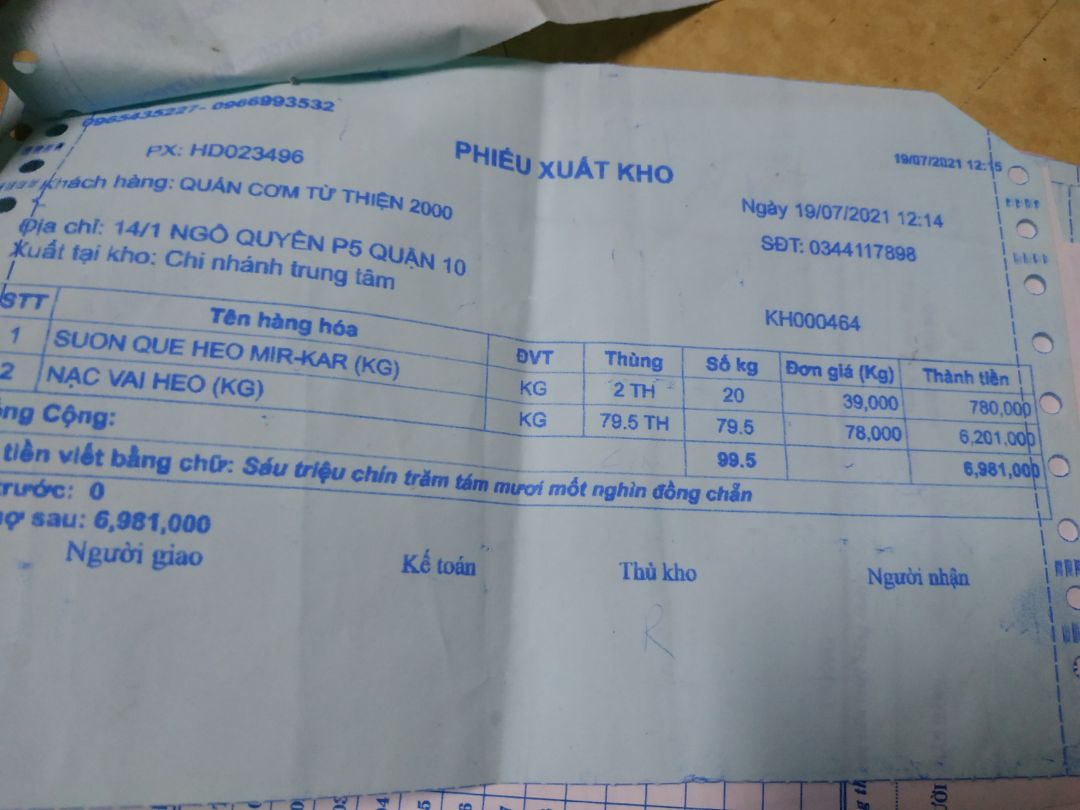 0965435227- 0966993532
PX: HD023496
PHIẾU XUẤT KHO
19/07/2021 12:15
Khách hàng: QUÁN CƠM TỪ THIỆN 2000
Ngày 19/07/2021 12:14
Địa chỉ: 14/1 NGÔ QUYỀN P5 QUẬN 10
SĐT: 0344117898
Xuất tại kho: Chi nhánh trung tâm
KH000464
STT Tên hàng hóa ĐVT Thùng Số kg Đơn giá (Kg) Thành tiền
1 SUON QUE HEO MIR-KAR (KG) KG 2 TH 20 39,000 780,000
2 NẠC VAI HEO (KG) KG 79.5 TH 79.5 78,000 6,201,000
ổng Cộng: 99.5 6,981,000
tiền viết bằng chữ: Sáu triệu chín trăm tám mươi mốt nghìn đồng chẵn
trước: 0
nợ sau: 6,981,000
Người giao Kế toán Thủ kho Người nhận
R